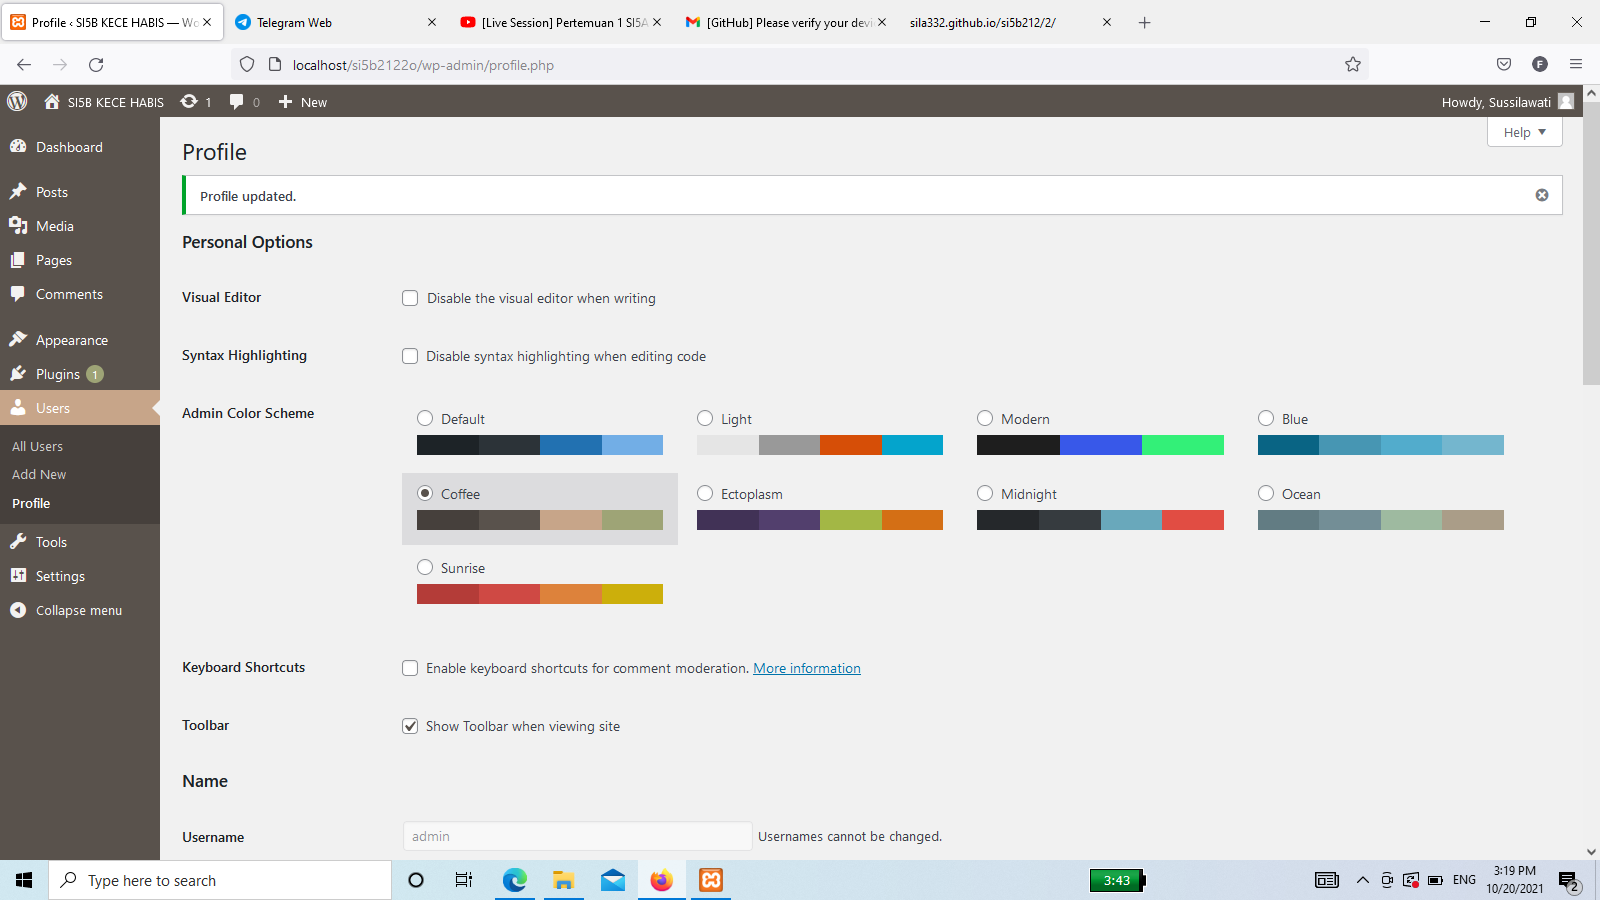 Profile ‹ SI5B KECE HABIS — Wo
Telegram Web
[Live Session] Pertemuan 1 SI5A
[GitHub] Please verify your devi
sila332.github.io/si5b212/2/
localhost/si5b2122o/wp-admin/profile.php
F
SI5B KECE HABIS
1
0
New
Howdy, Sussilawati
Help
Dashboard
Posts
Media
Pages
Comments
Appearance
Plugins 1
Users
All Users
Add New
Profile
Tools
Settings
Collapse menu
Profile
Profile updated.
Personal Options
Visual Editor
Disable the visual editor when writing
Syntax Highlighting
Disable syntax highlighting when editing code
Admin Color Scheme
Default
Light
Modern
Blue
Coffee
Ectoplasm
Midnight
Ocean
Sunrise
Keyboard Shortcuts
Enable keyboard shortcuts for comment moderation. More information
Toolbar
Show Toolbar when viewing site
Name
Username
admin
Usernames cannot be changed.
Type here to search
3:43
ENG
3:19 PM
10/20/2021
2